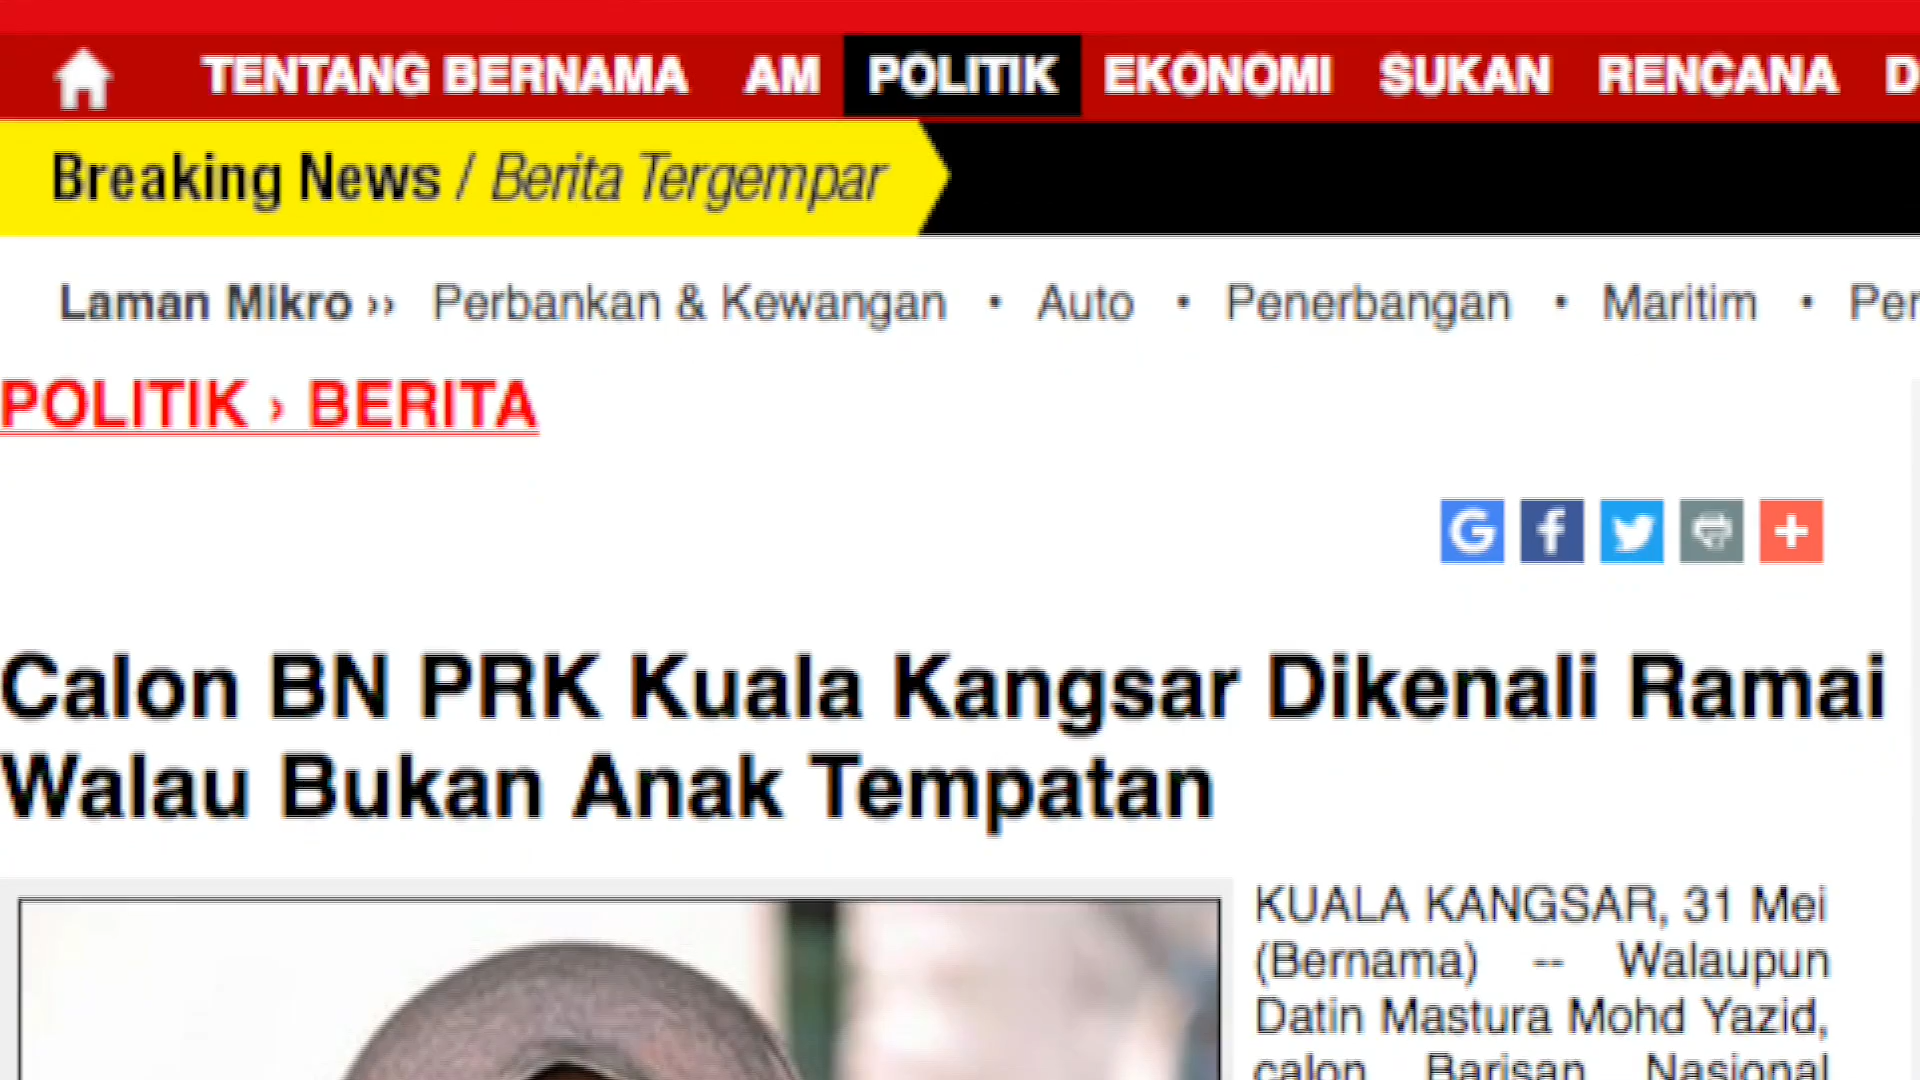 TENTANG BERNAMA AM POLITIK EKONOMI SUKAN RENCANA D
Breaking News / Berita Tergempar
Laman Mikro ›› Perbankan & Kewangan • Auto • Penerbangan • Maritim • Per
POLITIK › BERITA
Calon BN PRK Kuala Kangsar Dikenali Ramai
Walau Bukan Anak Tempatan
KUALA KANGSAR, 31 Mei
(Bernama) -- Walaupun
Datin Mastura Mohd Yazid,
calon Barisan Nasional